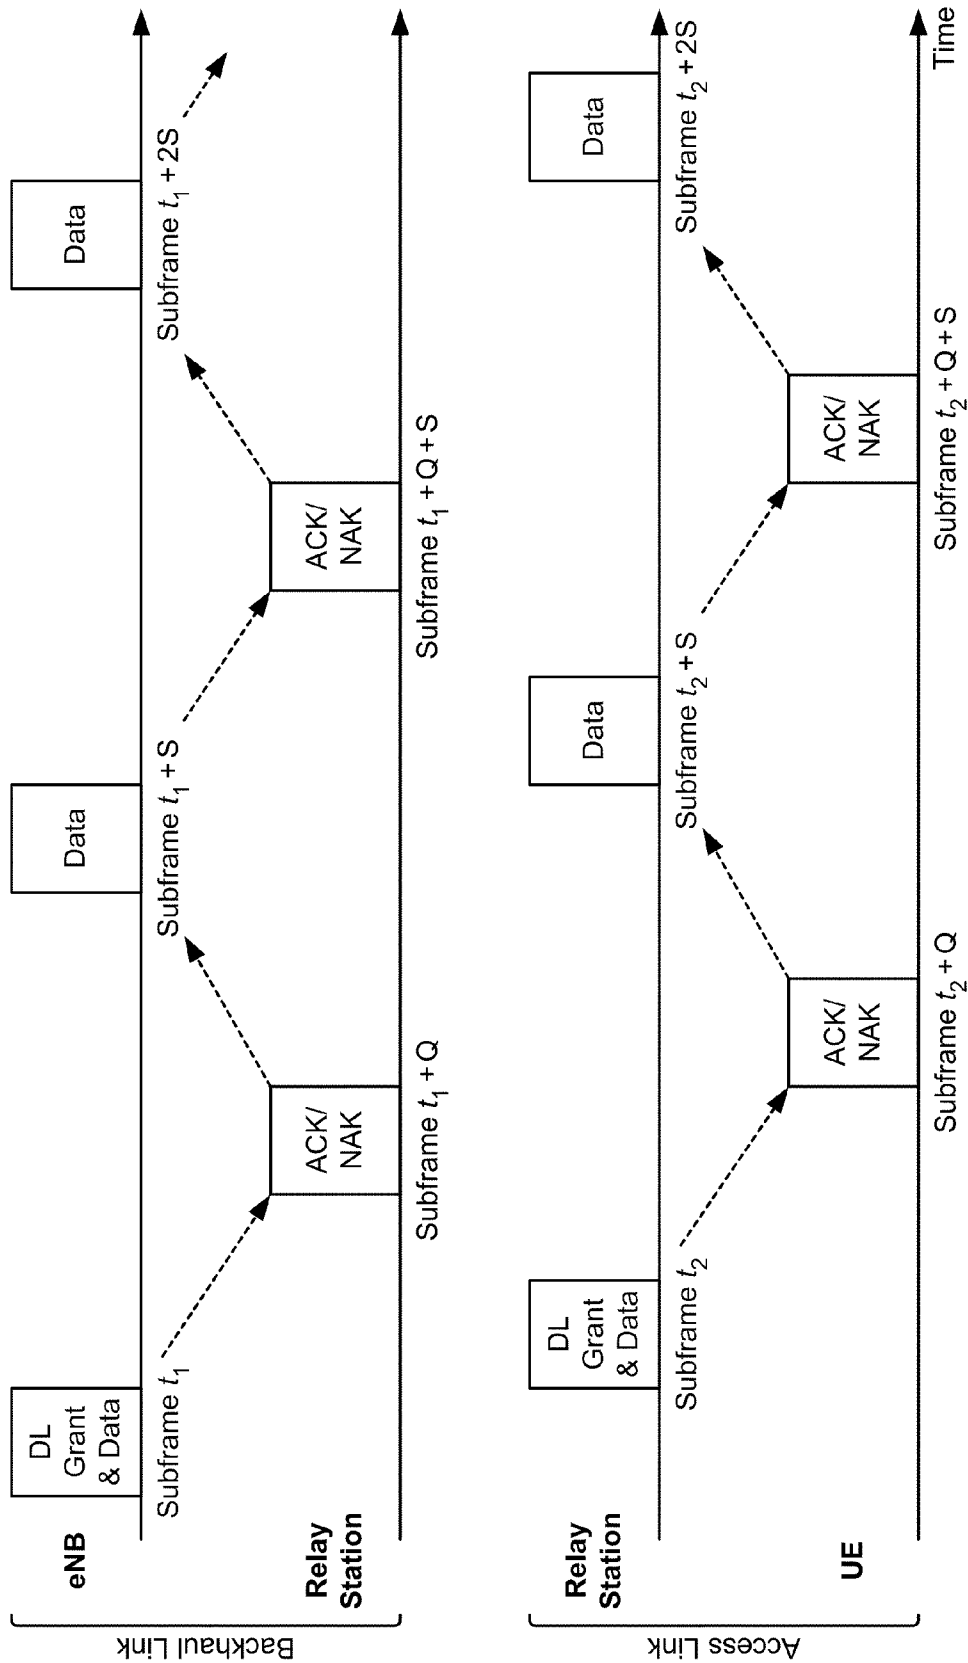 Backhaul Link
eNB
DL
Grant
& Data
Data
Data
Subframe t1
Subframe t1 + S
Subframe t1 + 2S
Relay
Station
ACK/
NAK
ACK/
NAK
Subframe t1 + Q
Subframe t1 + Q + S
Access Link
Relay
Station
DL
Grant
& Data
Data
Data
Subframe t2
Subframe t2 + S
Subframe t2 + 2S
UE
ACK/
NAK
ACK/
NAK
Subframe t2 + Q
Subframe t2 + Q + S
Time